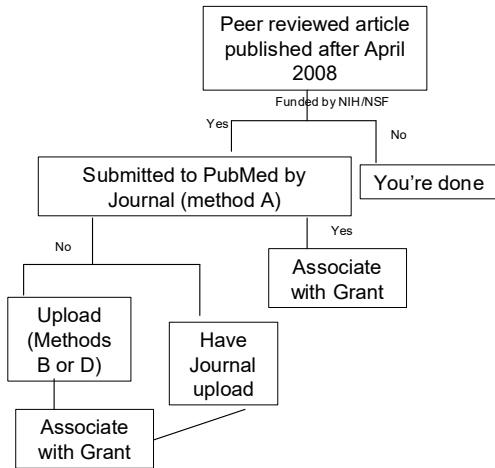 Peer reviewed article
published after April
2008
Funded by NIH/NSF
Yes
No
Submitted to PubMed by
Journal (method A)
You're done
No
Yes
Associate
with Grant
Upload
(Methods
B or D)
Have
Journal
upload
Associate
with Grant